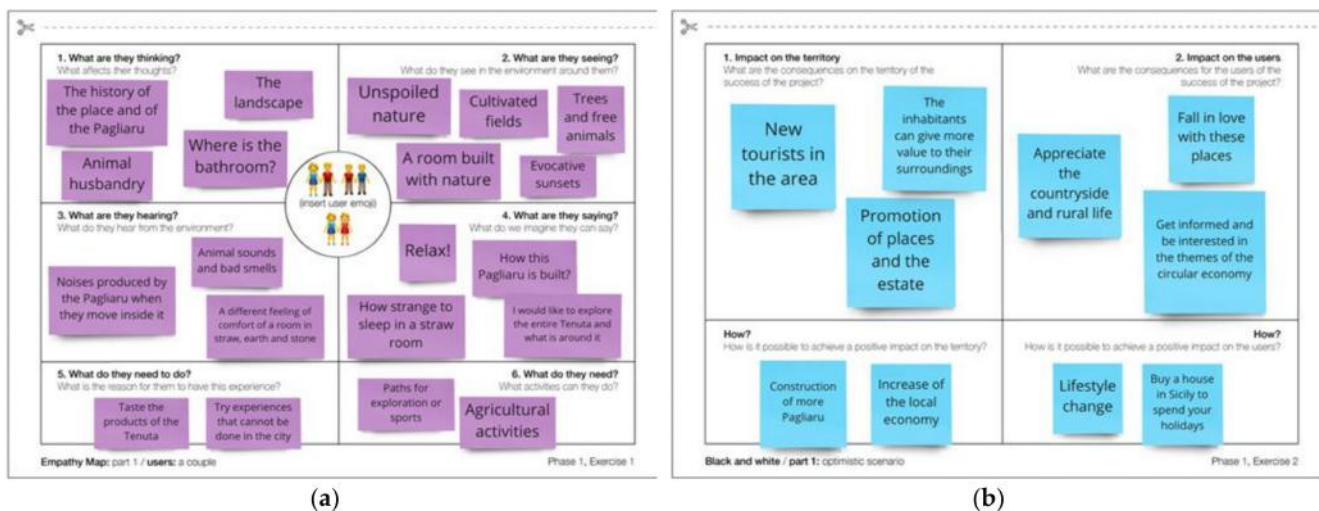 1. What are they thinking?
What affects their thoughts?
The history
of the place and of
the Pagliaru
The
landscape
Animal
husbandry
Where is the
bathroom?
2. What are they seeing?
What do they see in the environment around them?
Unspoiled
nature
Cultivated
fields
Trees
and free
animals
A room built
with nature
Evocative
sunsets
(insert user emoji)
3. What are they hearing?
What do they hear from the environment?
Animal sounds
and bad smells
Noises produced by
the Pagliaru when
they move inside it
A different feeling of
comfort of a room in
straw, earth and stone
4. What are they saying?
What do we imagine they can say?
Relax!
How this
Pagliaru is built?
How strange to
sleep in a straw
room
I would like to explore
the entire Tenuta and
what is around it
5. What do they need to do?
What is the reason for them to have this experience?
Taste the
products of the
Tenuta
Try experiences
that cannot be
done in the city
6. What do they need?
What activities can they do?
Paths for
exploration or
sports
Agricultural
activities
Empathy Map: part 1 / users: a couple
Phase 1, Exercise 1
(a)
1. Impact on the territory
What are the consequences on the territory of the
success of the project?
New
tourists in
the area
The
inhabitants
can give more
value to their
surroundings
Promotion
of places
and the
estate
2. Impact on the users
What are the consequences for the users of the
success of the project?
Fall in love
with these
places
Appreciate
the
countryside
and rural life
Get informed and
be interested in
the themes of the
circular economy
How?
How is it possible to achieve a positive impact on the territory?
Construction
of more
Pagliaru
Increase of
the local
economy
How?
How is it possible to achieve a positive impact on the users?
Lifestyle
change
Buy a house
in Sicily to
spend your
holidays
Black and white / part 1: optimistic scenario
Phase 1, Exercise 2
(b)